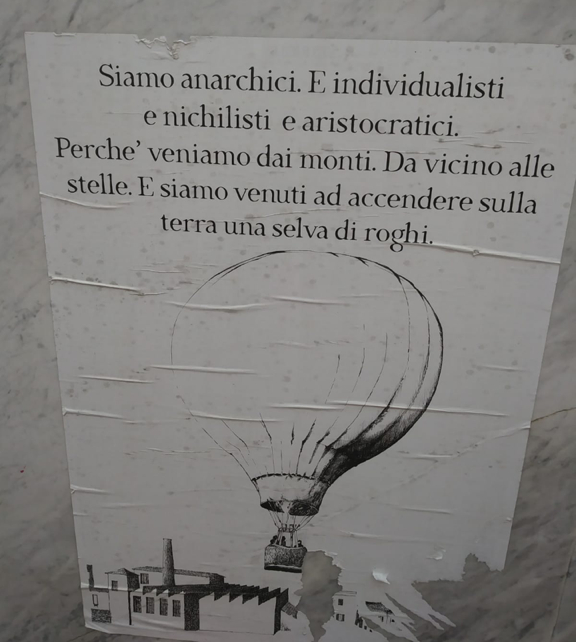 Siamo anarchici. E individualisti
e nichilisti e aristocratici.
Perche' veniamo dai monti. Da vicino alle
stelle. E siamo venuti ad accendere sulla
terra una selva di roghi.